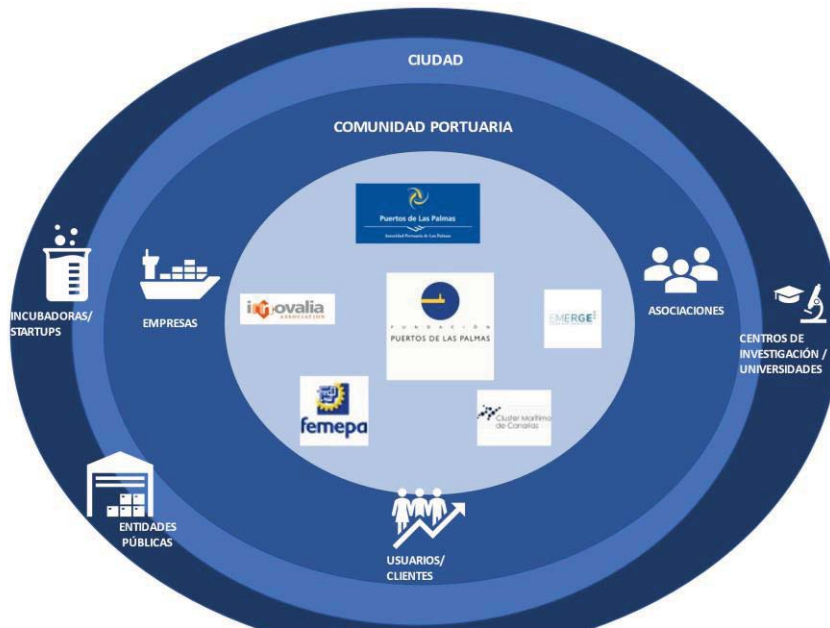 CIUDAD
COMUNIDAD PORTUARIA
Puertos de Las Palmas
Autoridad Portuaria de Las Palmas
innovalia
ASSOCIATION
FUNDACIÓN
PUERTOS DE LAS PALMAS
EMERGE
femepa
Cluster Marítimo
de Canarias
INCUBADORAS/
STARTUPS
EMPRESAS
ASOCIACIONES
CENTROS DE
INVESTIGACIÓN /
UNIVERSIDADES
ENTIDADES
PÚBLICAS
USUARIOS/
CLIENTES